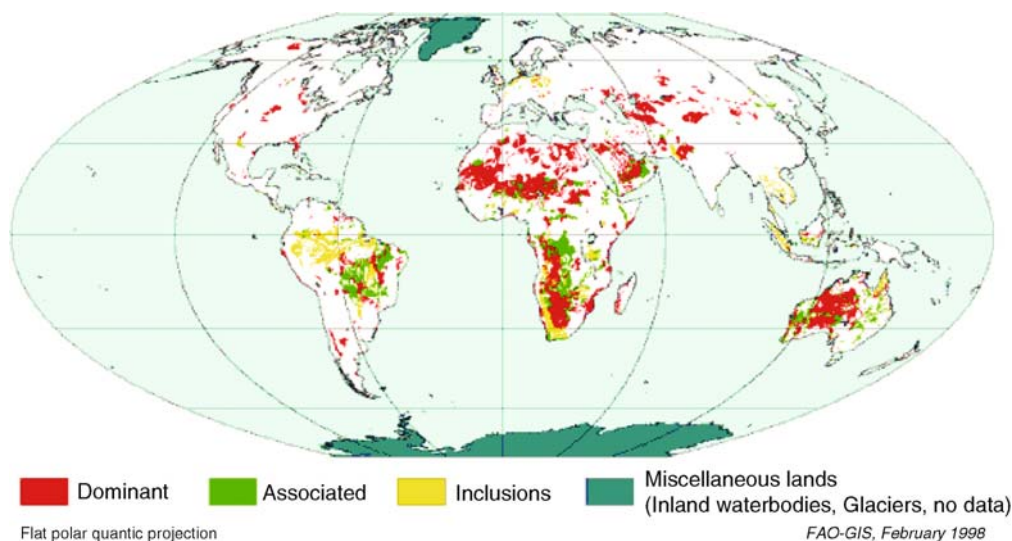 Dominant
Associated
Inclusions
Miscellaneous lands
(Inland waterbodies, Glaciers, no data)
Flat polar quantic projection
FAO-GIS, February 1998